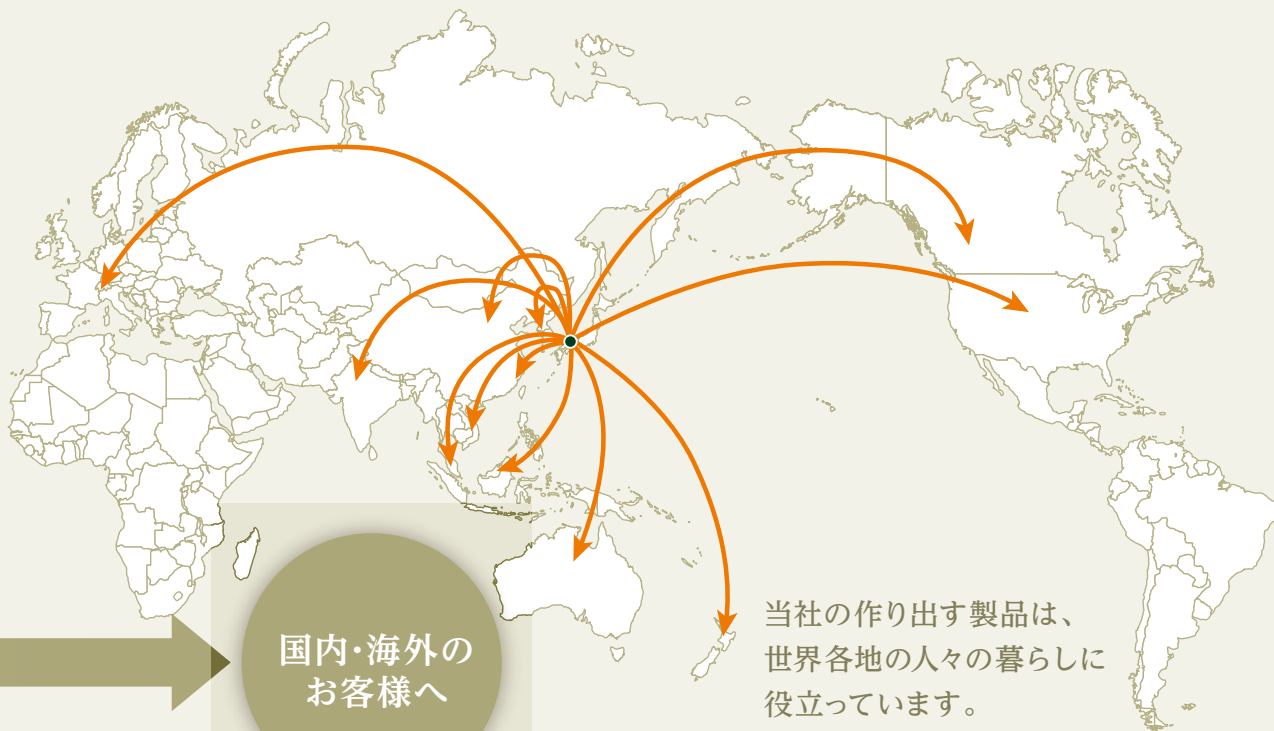 国内・海外の
お客様へ
当社の作り出す製品は、
世界各地の人々の暮らしに
役立っています。